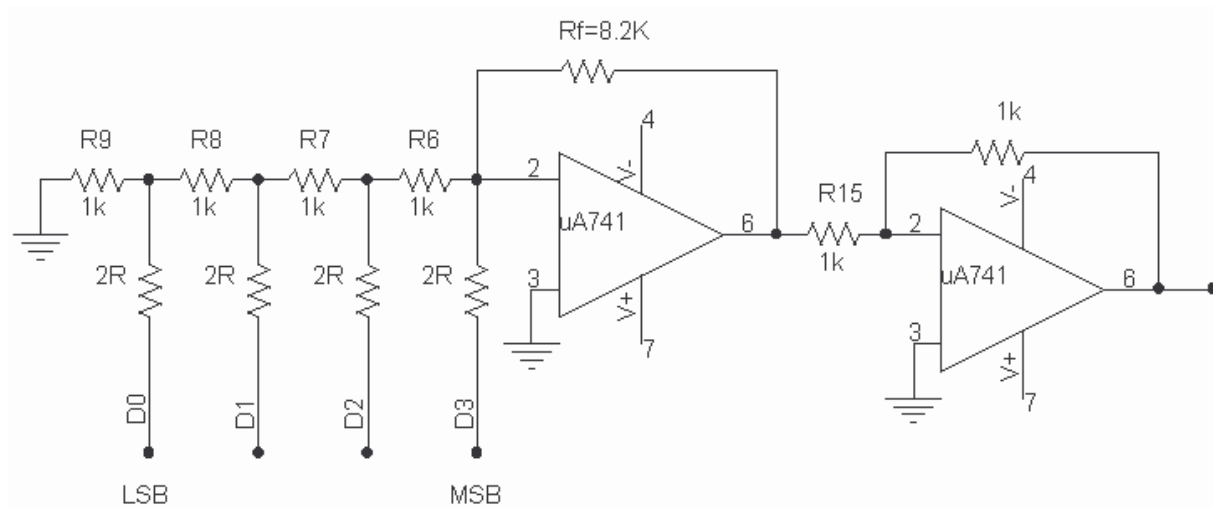 Rf=8.2K
R9
R8
R7
R6
1k
1k
1k
1k
2
3
4
V-
uA741
6
V+
7
R15
1k
1k
2
3
4
V-
uA741
6
V+
7
2R
2R
2R
2R
D0
D1
D2
D3
LSB
MSB